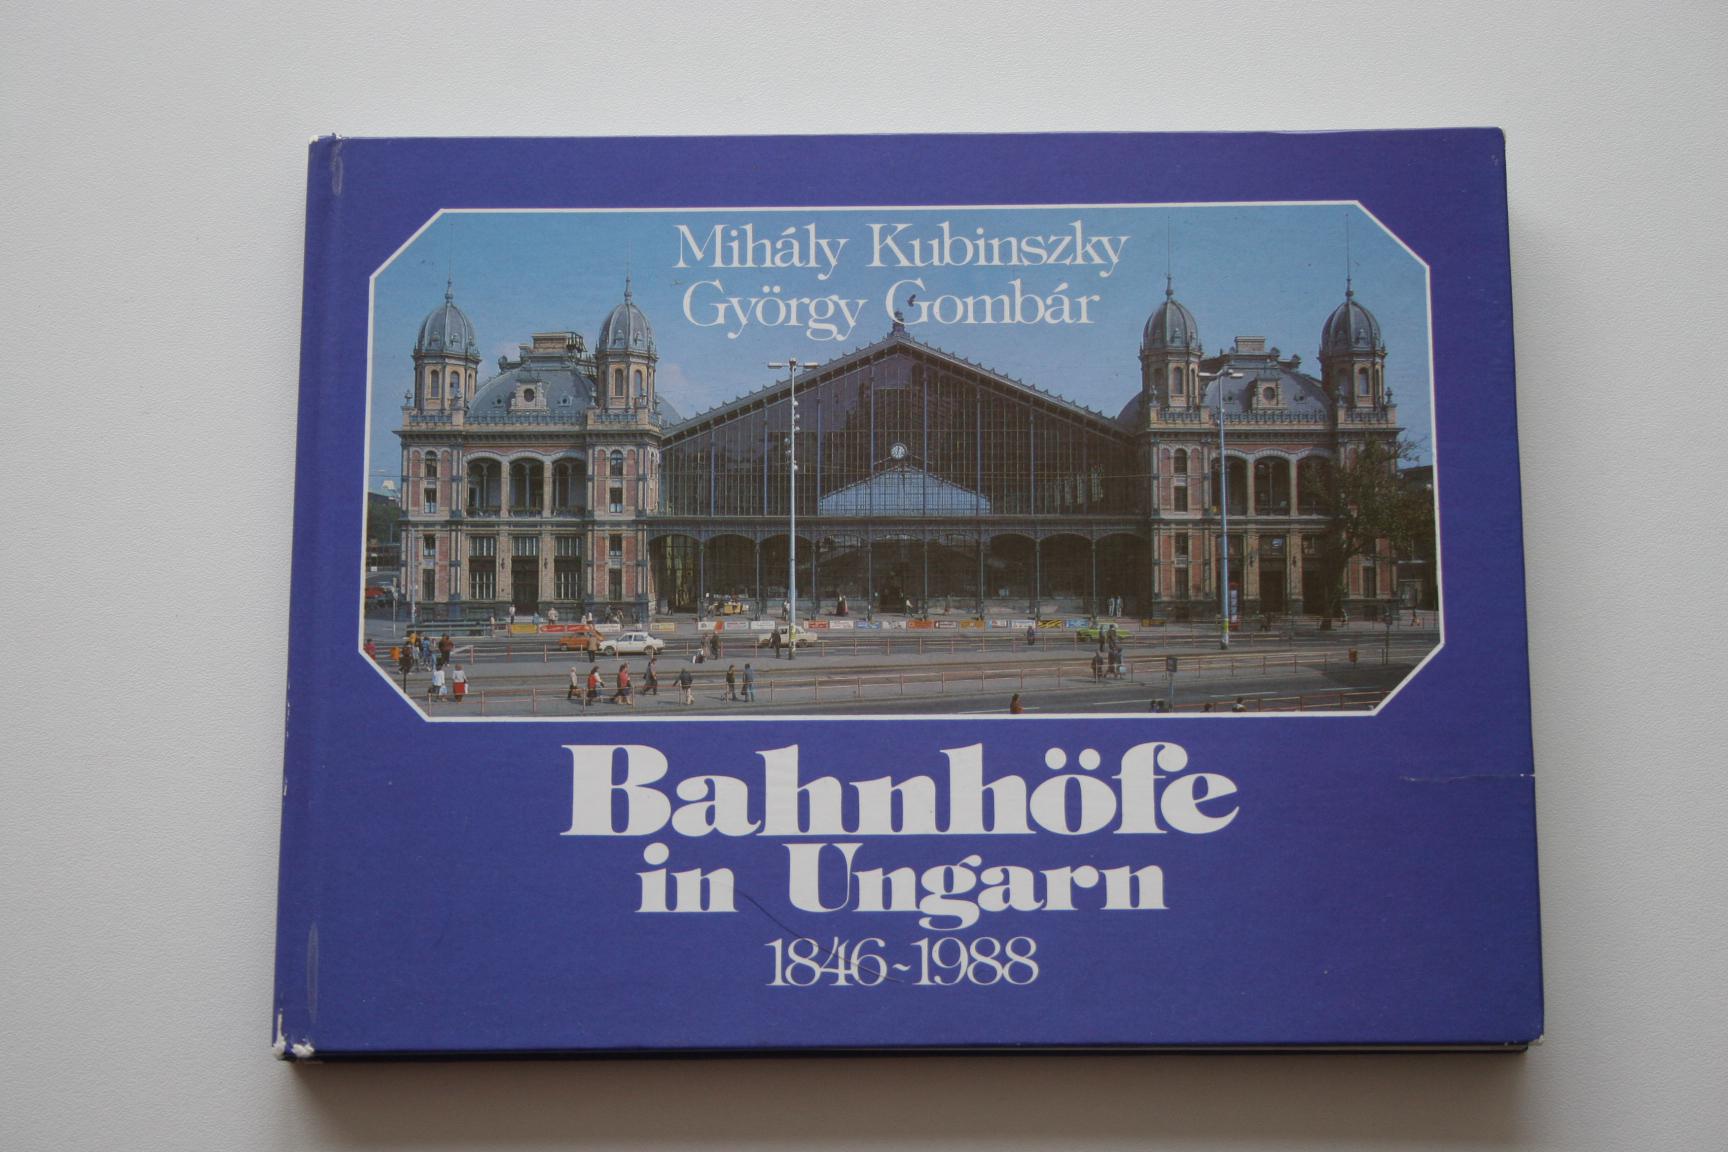 Mihály Kubinszky
György Gombár
Bahnhöfe
in Ungarn
1846-1988